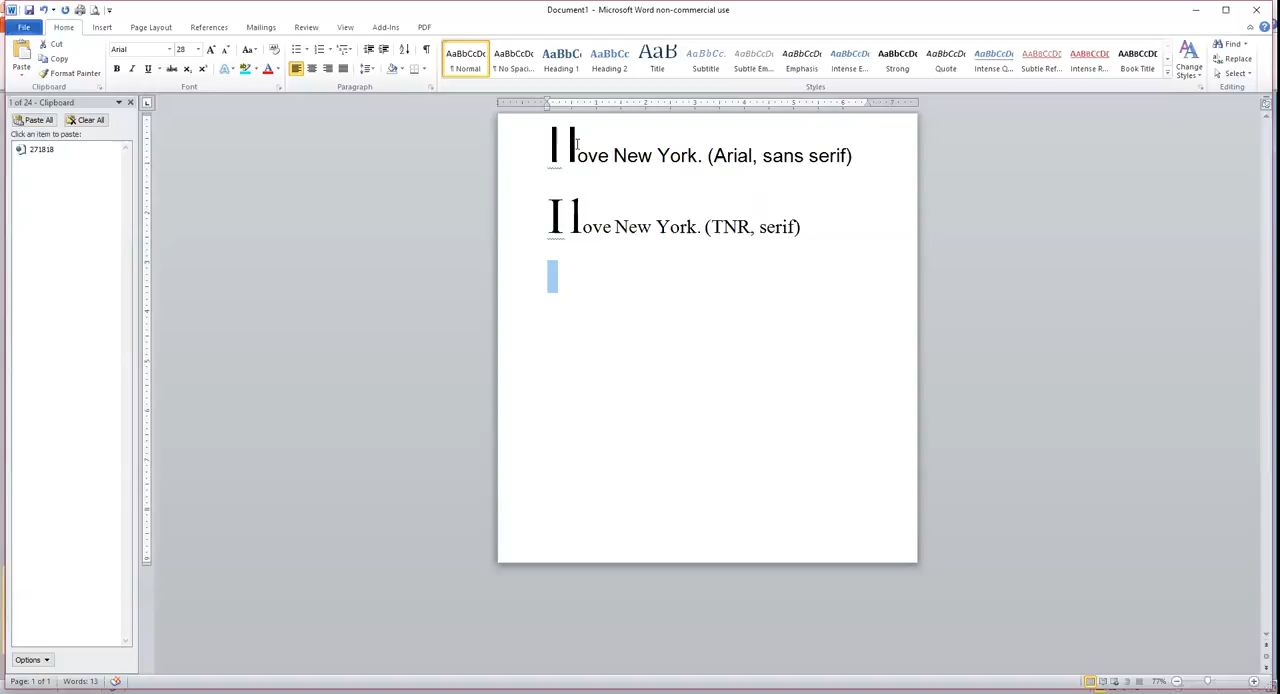 Document1 - Microsoft Word non-commercial use
File Home Insert Page Layout References Mailings Review View Add-Ins PDF
Paste
Cut
Copy
Format Painter
Clipboard
Arial 28
Font
Paragraph
AaBbCcDc AaBbCcDc AaBbC AaBbCc AaB AaBbCc. AaBbCcDc AaBbCcDc AaBbCcDc AaBbCcDc AaBbCcDc AaBbCcDc AaBbCcDc AaBbCcDc AaBbCcDc
¶ Normal ¶ No Spaci... Heading 1 Heading 2 Title Subtitle Subtle Em... Emphasis Intense E... Strong Quote Intense Q... Subtle Ref... Intense R... Book Title
Styles
Change Styles
Find
Replace
Select
Editing
1 of 24 - Clipboard
Paste All Clear All
Click an item to paste:
271818
Options
I love New York. (Arial, sans serif)
I love New York. (TNR, serif)
Page: 1 of 1 Words: 13
77%